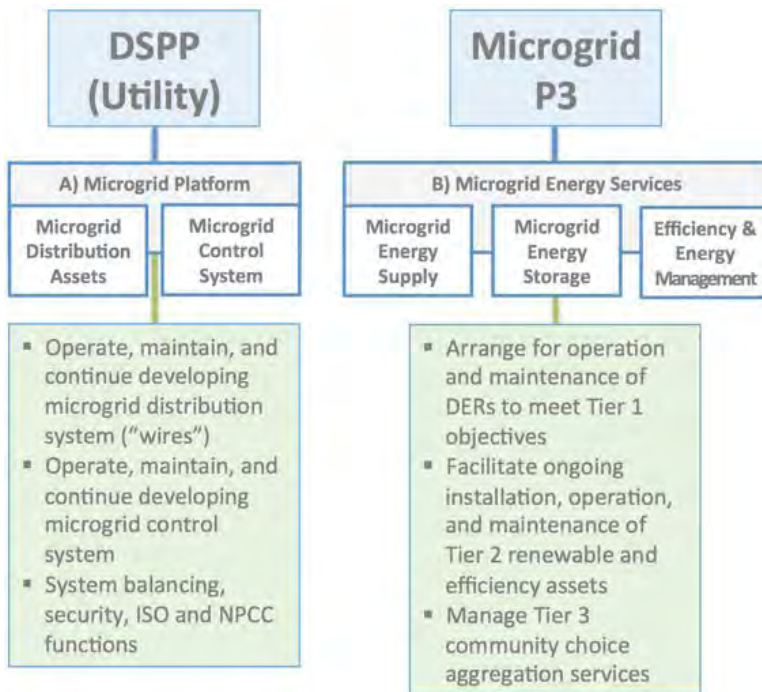 DSPP
(Utility)
A) Microgrid Platform
Microgrid
Distribution
Assets
Microgrid
Control
System
▪ Operate, maintain, and
continue developing
microgrid distribution
system (“wires”)
▪ Operate, maintain, and
continue developing
microgrid control
system
▪ System balancing,
security, ISO and NPCC
functions
Microgrid
P3
B) Microgrid Energy Services
Microgrid
Energy
Supply
Microgrid
Energy
Storage
Efficiency &
Energy
Management
▪ Arrange for operation
and maintenance of
DERs to meet Tier 1
objectives
▪ Facilitate ongoing
installation, operation,
and maintenance of
Tier 2 renewable and
efficiency assets
▪ Manage Tier 3
community choice
aggregation services